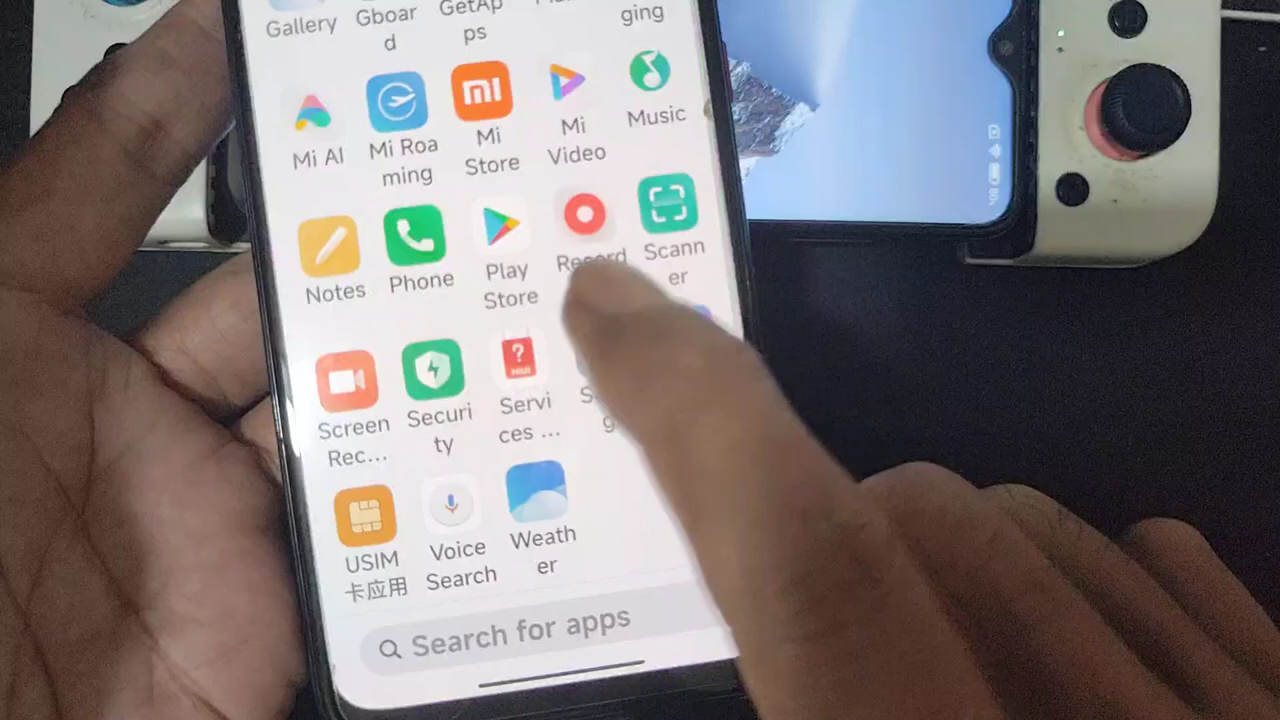 Gallery
Gboar
d
GetAp
ps
ging
Mi AI
Mi Roa
ming
mi
Mi
Store
Mi
Video
Music
Notes
Phone
Play
Store
Record
Scann
er
Screen
Rec...
Securi
ty
?
MIUI
Servi
ces ...
USIM
卡应用
Voice
Search
Weath
er
Search for apps